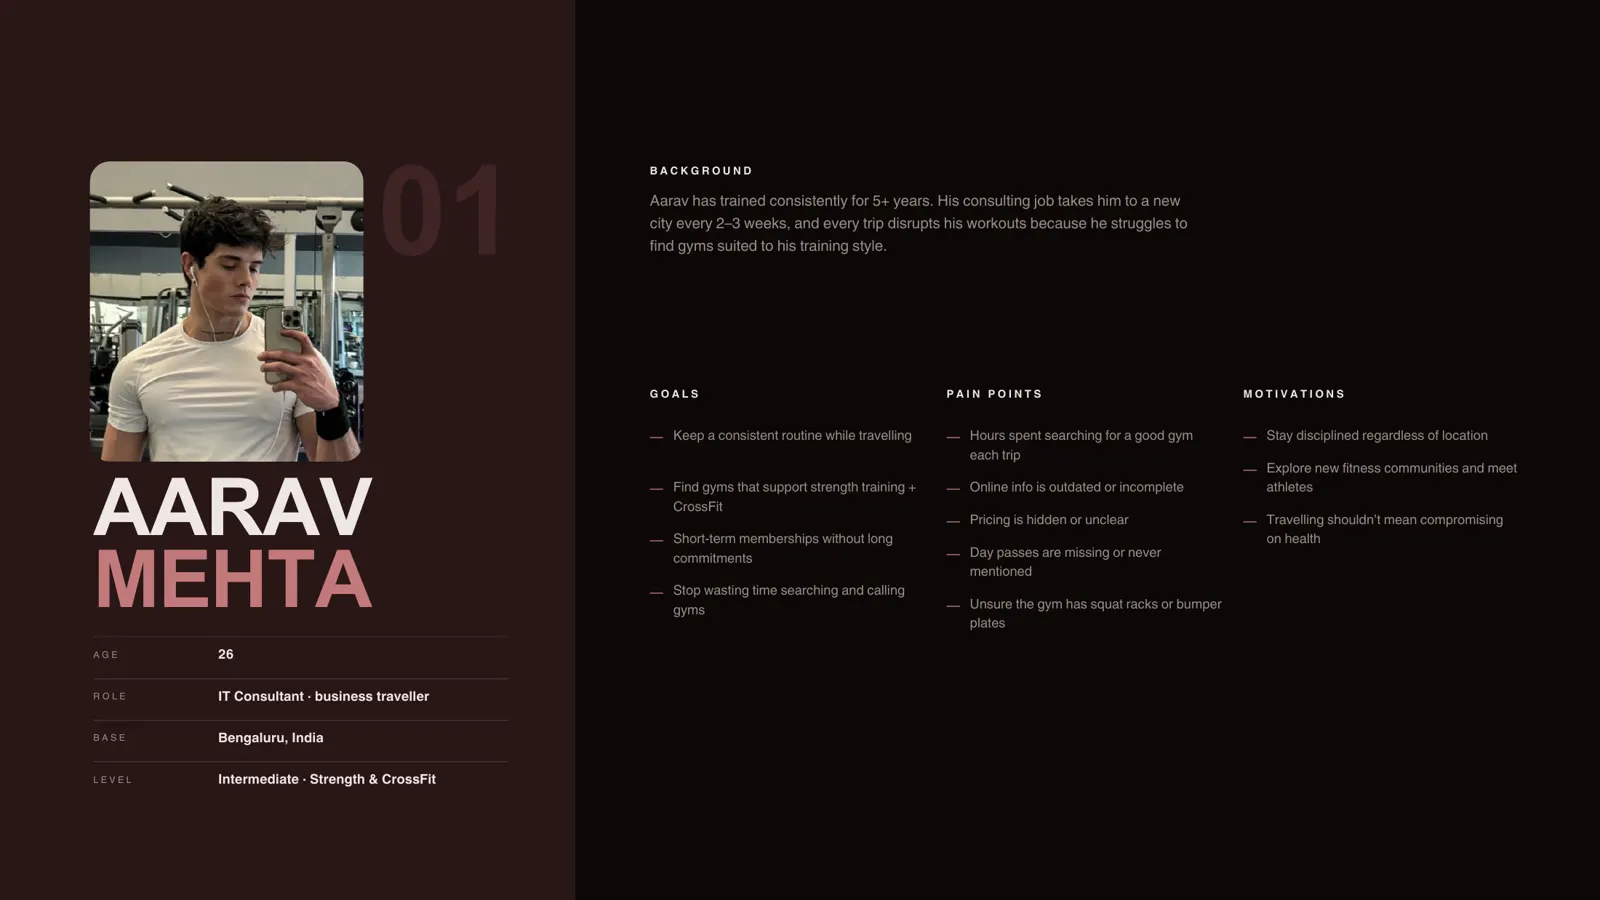 01
AARAV
MEHTA
AGE 26
ROLE IT Consultant · business traveller
BASE Bengaluru, India
LEVEL Intermediate · Strength & CrossFit
BACKGROUND
Aarav has trained consistently for 5+ years. His consulting job takes him to a new
city every 2–3 weeks, and every trip disrupts his workouts because he struggles to
find gyms suited to his training style.
GOALS
— Keep a consistent routine while travelling
— Find gyms that support strength training +
CrossFit
— Short-term memberships without long
commitments
— Stop wasting time searching and calling
gyms
PAIN POINTS
— Hours spent searching for a good gym
each trip
— Online info is outdated or incomplete
— Pricing is hidden or unclear
— Day passes are missing or never
mentioned
— Unsure the gym has squat racks or bumper
plates
MOTIVATIONS
— Stay disciplined regardless of location
— Explore new fitness communities and meet
athletes
— Travelling shouldn’t mean compromising
on health